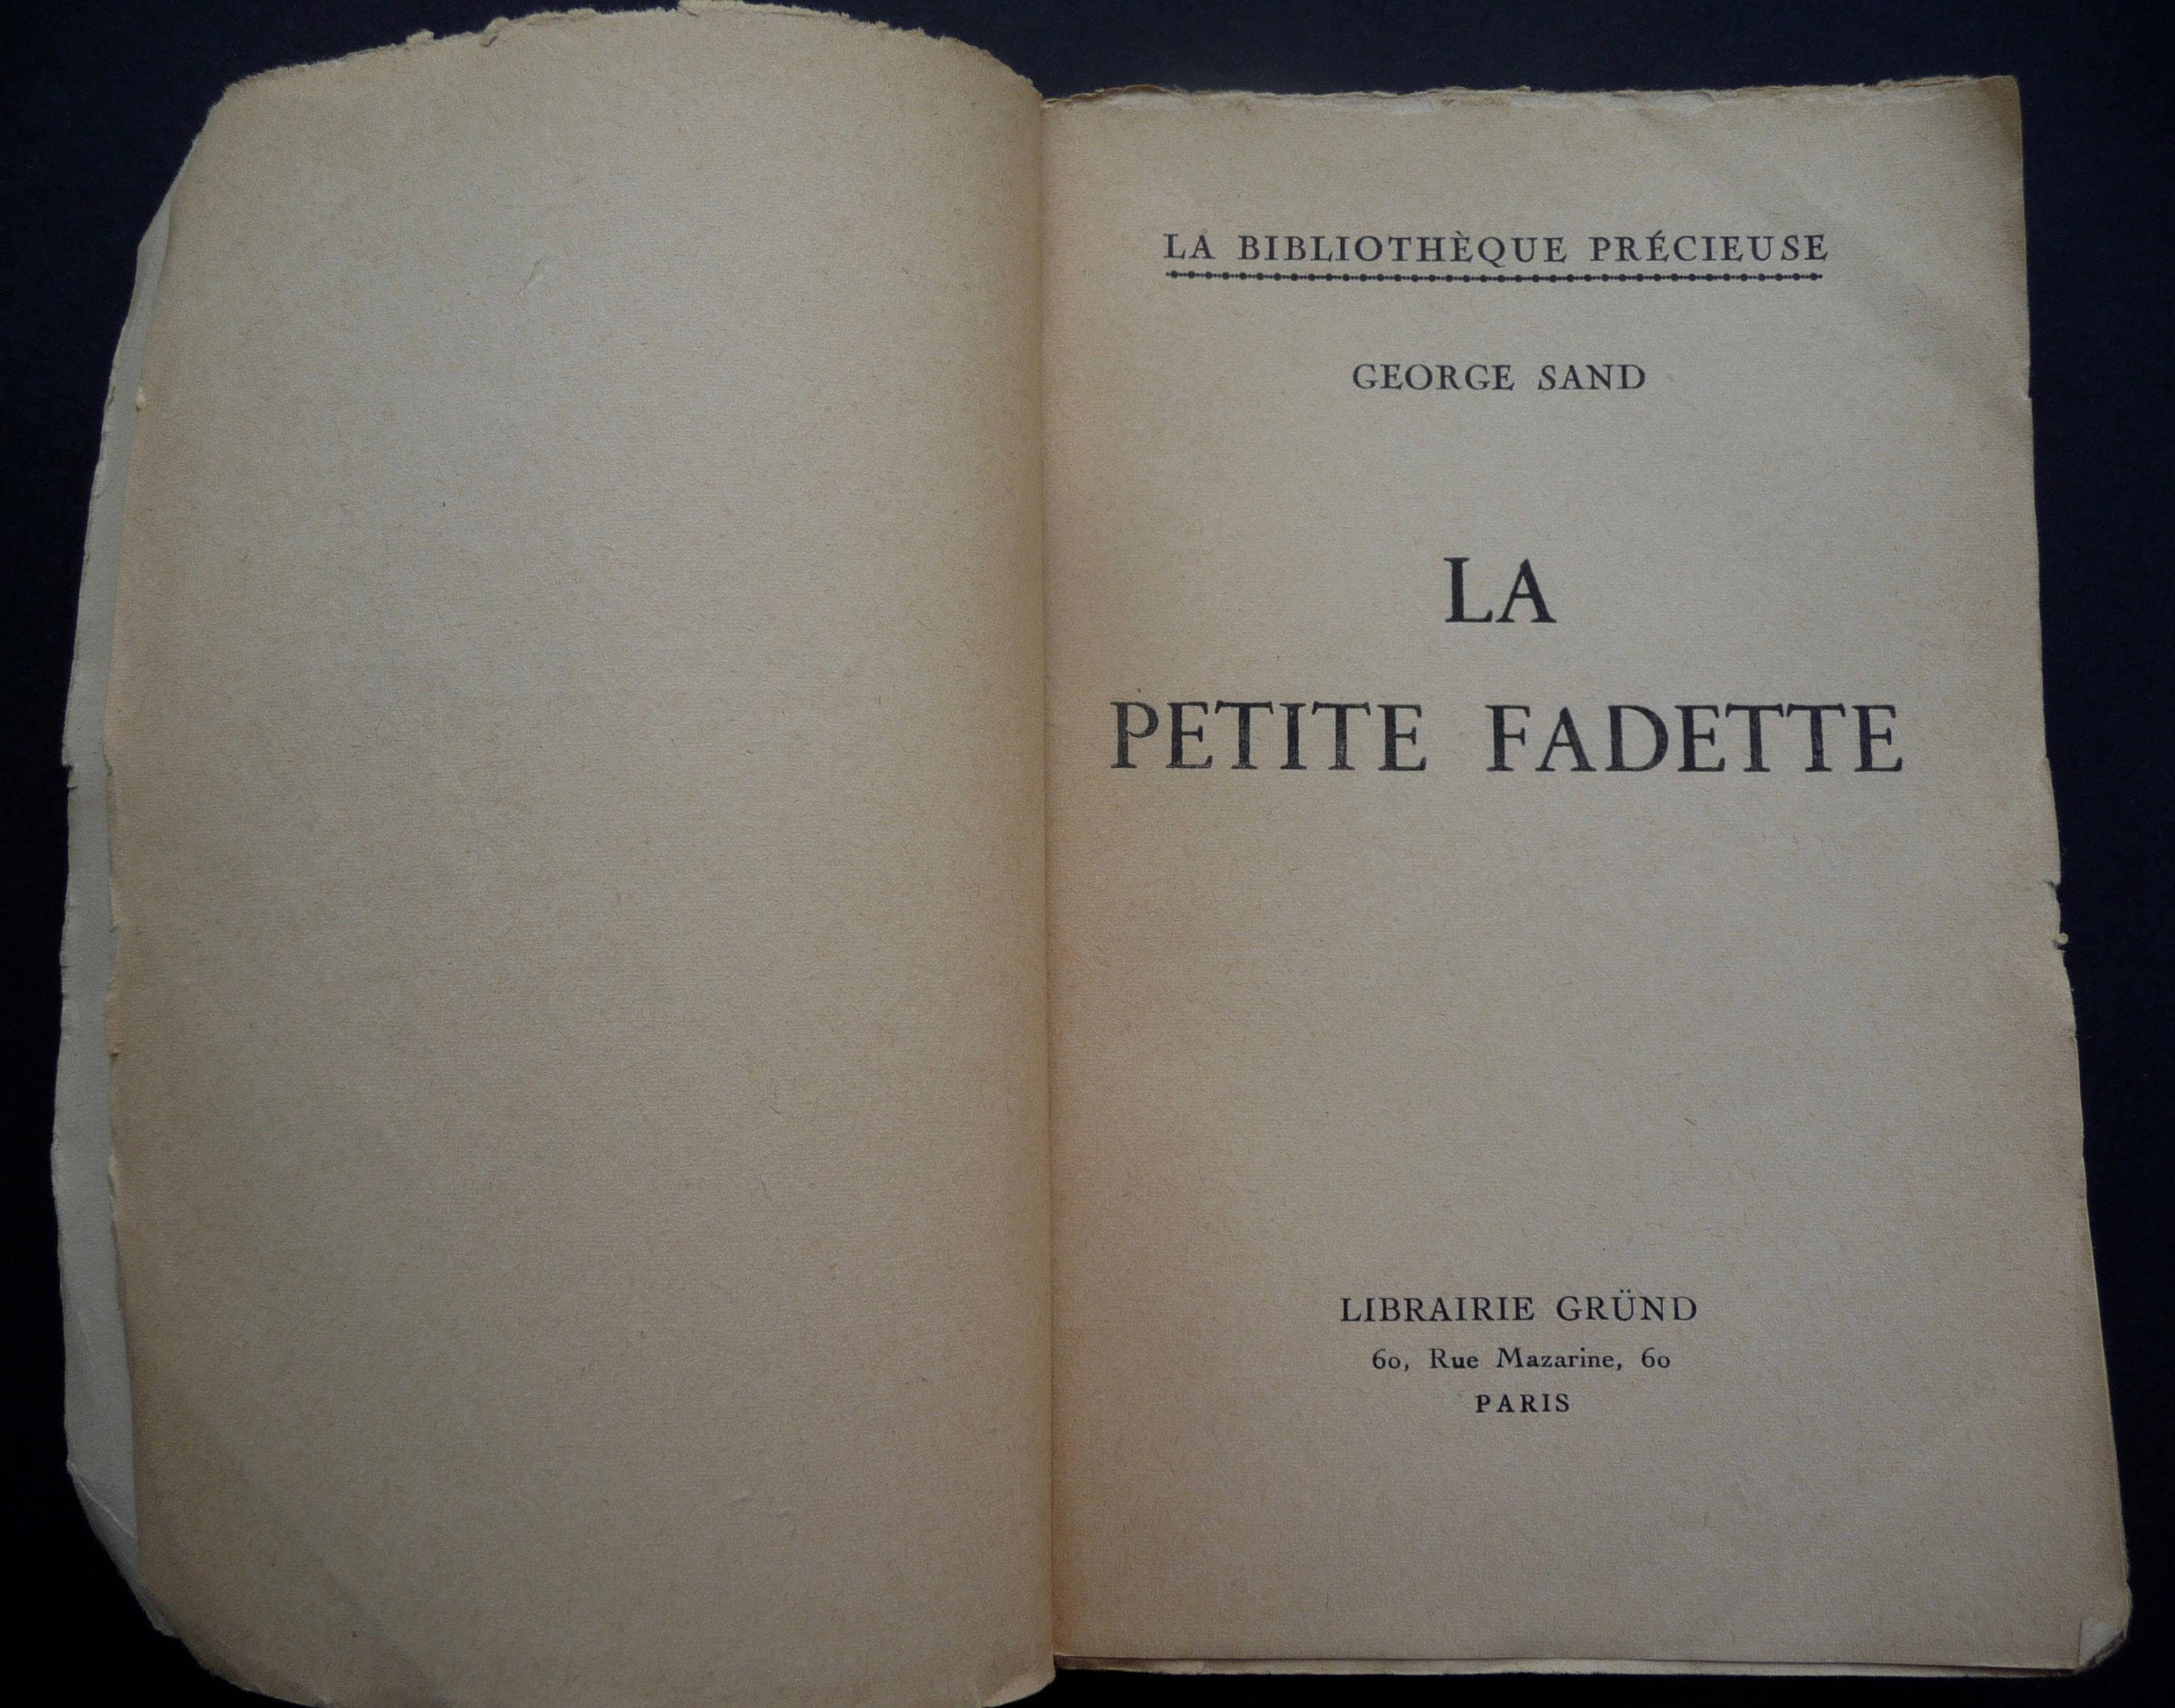 LA BIBLIOTHÈQUE PRÉCIEUSE
GEORGE SAND
LA
PETITE FADETTE
LIBRAIRIE GRÜND
60, Rue Mazarine, 60
PARIS